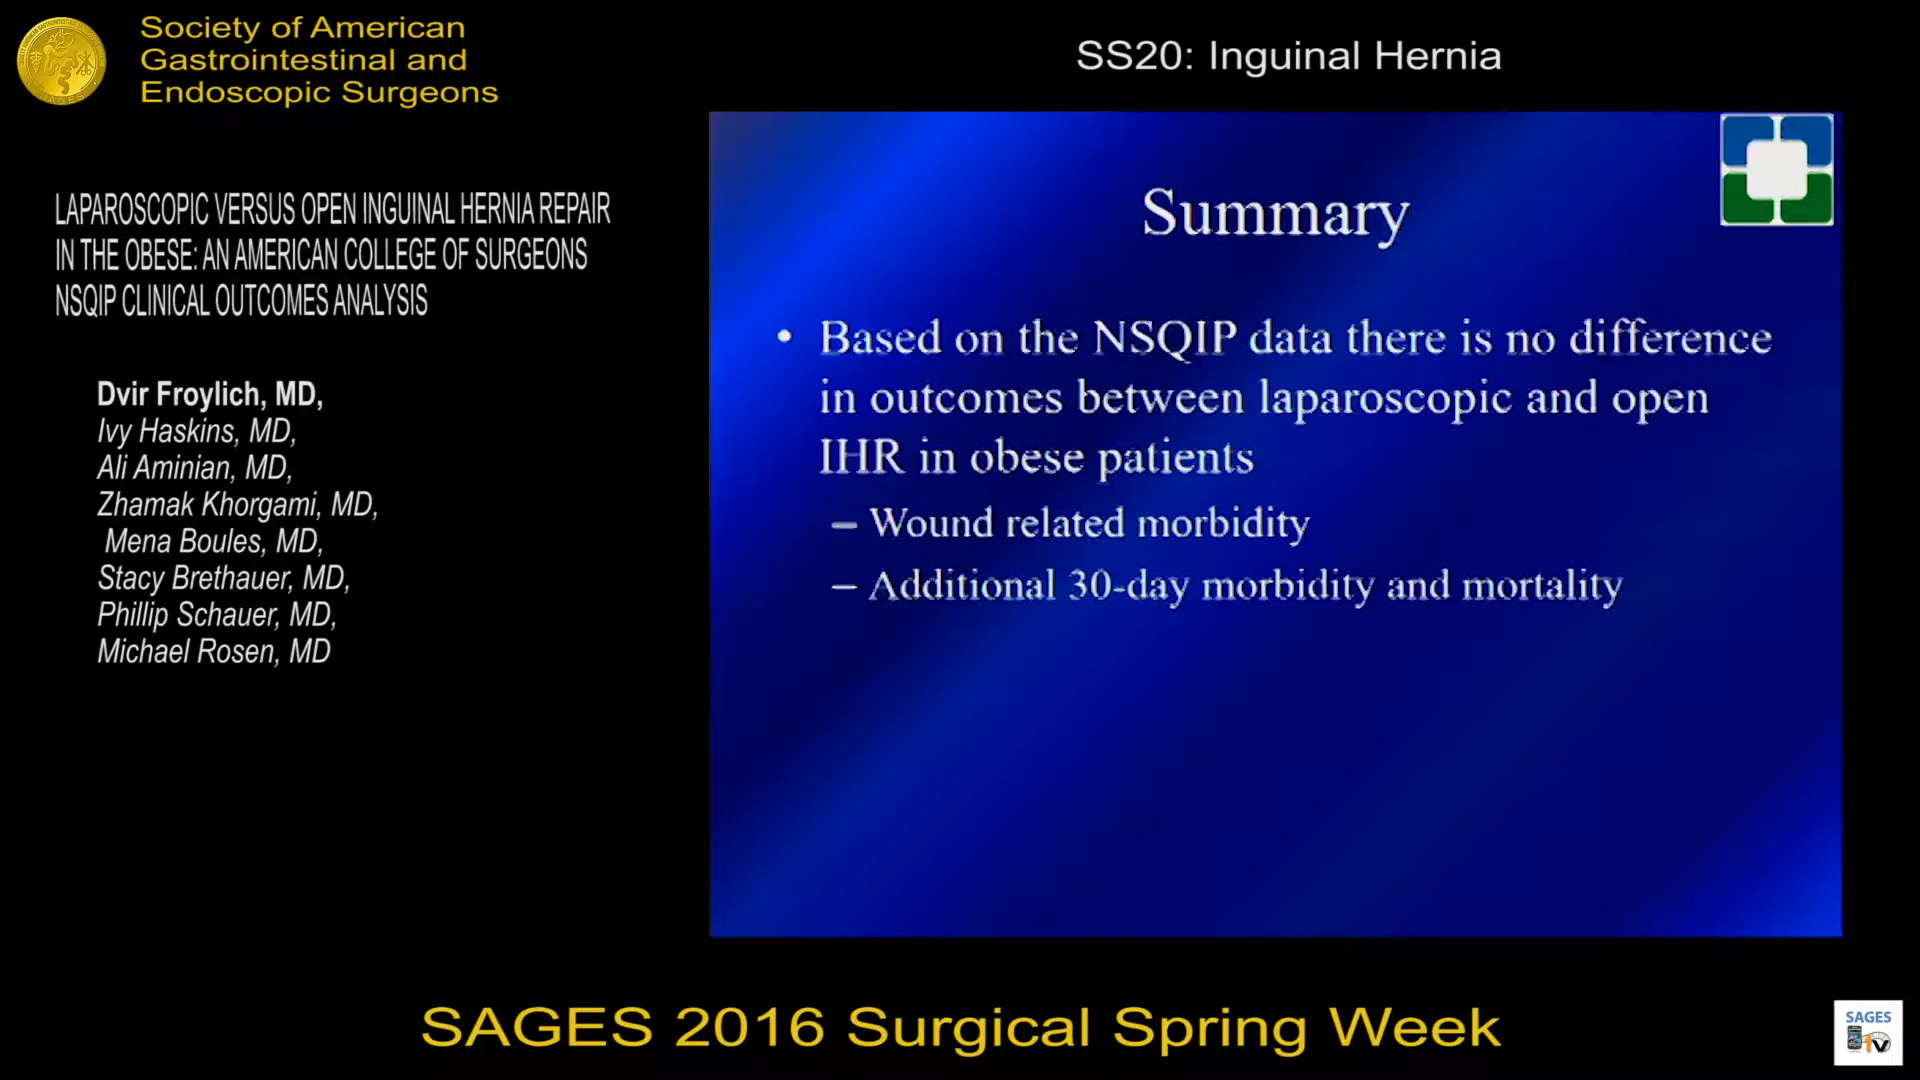 Society of American
Gastrointestinal and
Endoscopic Surgeons
SS20: Inguinal Hernia
LAPAROSCOPIC VERSUS OPEN INGUINAL HERNIA REPAIR
IN THE OBESE: AN AMERICAN COLLEGE OF SURGEONS
NSQIP CLINICAL OUTCOMES ANALYSIS
Dvir Froylich, MD,
Ivy Haskins, MD,
Ali Aminian, MD,
Zhamak Khorgami, MD,
Mena Boules, MD,
Stacy Brethauer, MD,
Phillip Schauer, MD,
Michael Rosen, MD
Summary
• Based on the NSQIP data there is no difference
in outcomes between laparoscopic and open
IHR in obese patients
– Wound related morbidity
– Additional 30-day morbidity and mortality
SAGES 2016 Surgical Spring Week
SAGES
TV